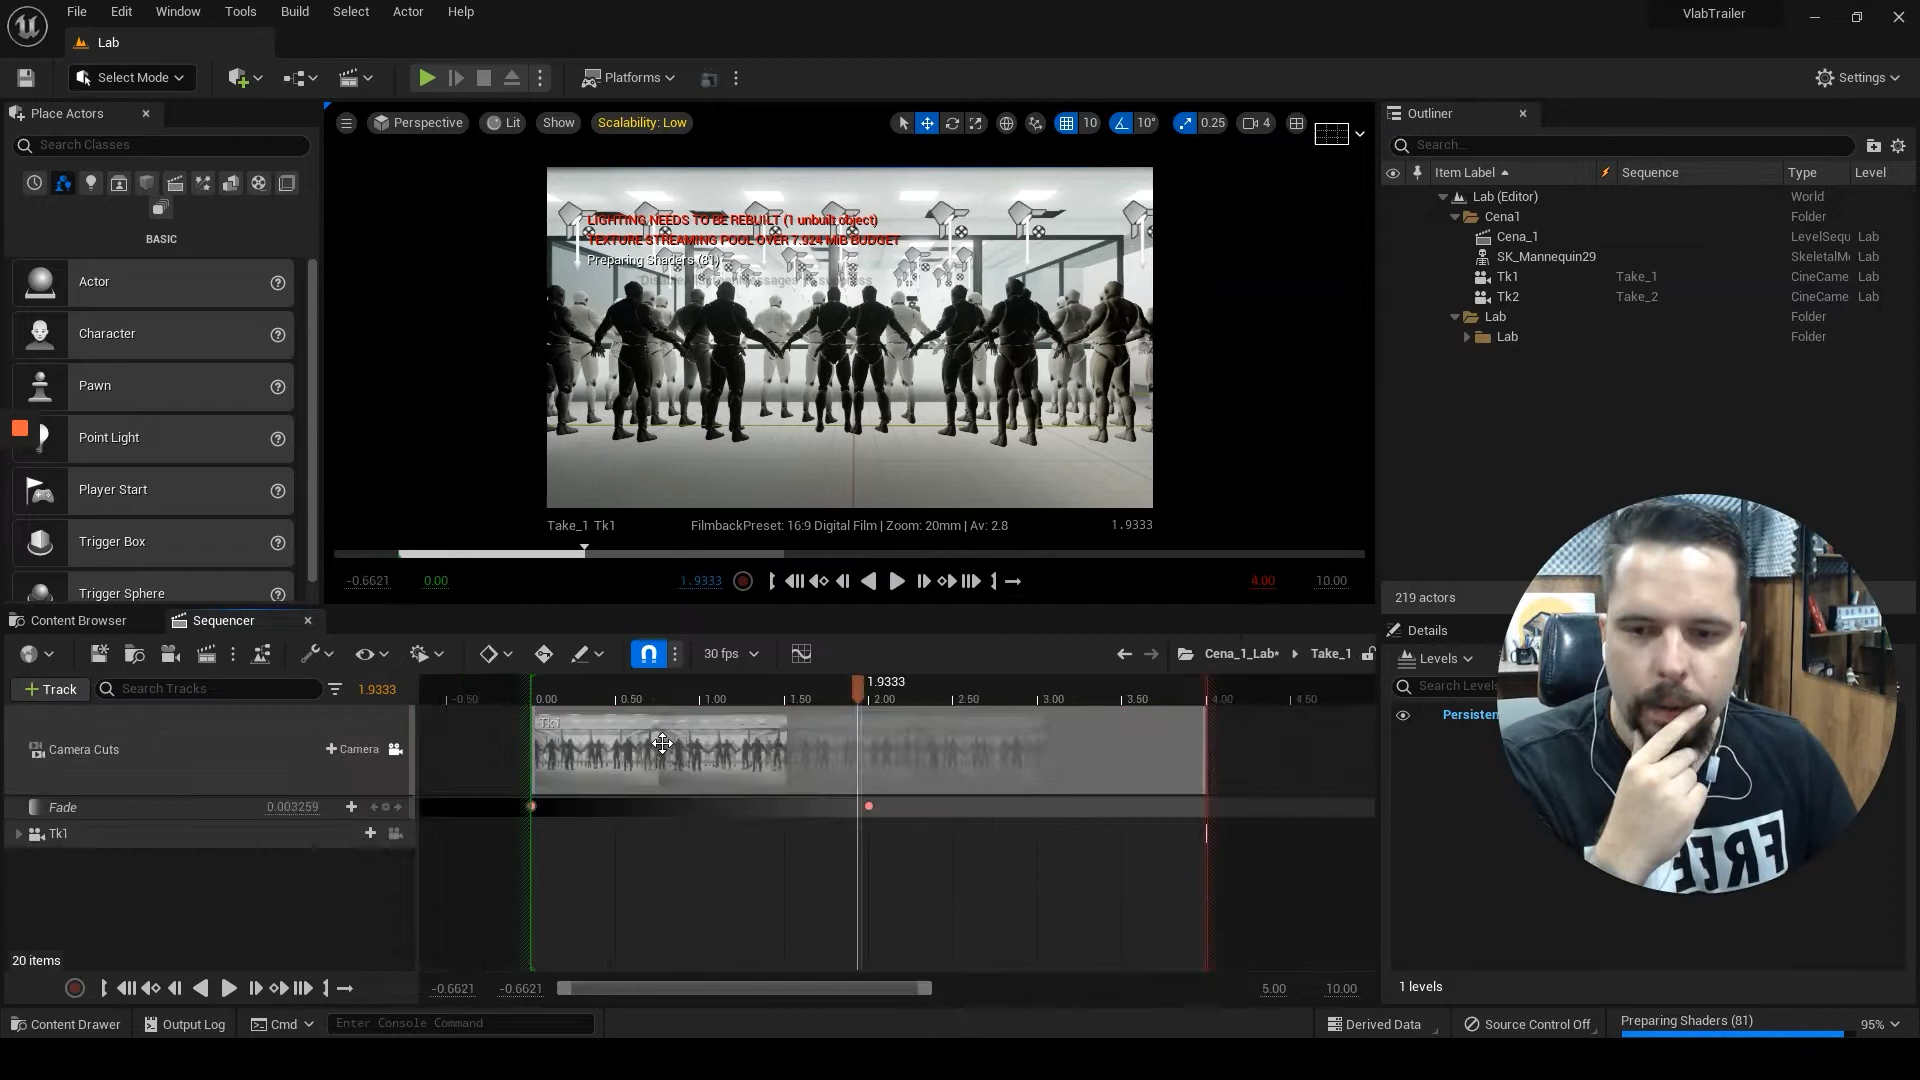 File Edit Window Tools Build Select Actor Help
VlabTrailer
Lab
Select Mode
Platforms
Settings
Place Actors
Search Classes
BASIC
Actor
Character
Pawn
Point Light
Player Start
Trigger Box
Trigger Sphere
Perspective Lit Show Scalability: Low
10 10° 0.25 4
LIGHTING NEEDS TO BE REBUILT (1 unbuilt object)
TEXTURE STREAMING POOL OVER 7.924 MiB BUDGET
Preparing Shaders (81)
Take_1 Tk1 FilmbackPreset: 16:9 Digital Film | Zoom: 20mm | Av: 2.8 1.9333
-0.6621 0.00 1.9333 4.00 10.00
Outliner
Search...
Item Label Sequence Type Level
Lab (Editor) World
Cena1 Folder
Cena_1 LevelSequ Lab
SK_Mannequin29 SkeletalMe Lab
Tk1 Take_1 CineCame Lab
Tk2 Take_2 CineCame Lab
Lab Folder
Lab Folder
219 actors
Details
Levels
Search Levels
Persisten
1 levels
FREE
Content Browser Sequencer
30 fps
Cena_1_Lab* Take_1
+ Track Search Tracks 1.9333
-0.50 0.00 0.50 1.00 1.50 1.9333 2.00 2.50 3.00 3.50 4.00 4.50
Tk1
Camera Cuts + Camera
Fade 0.003259
Tk1
20 items
-0.6621 -0.6621 5.00 10.00
Content Drawer Output Log Cmd Enter Console Command
Derived Data Source Control Off Preparing Shaders (81) 95%